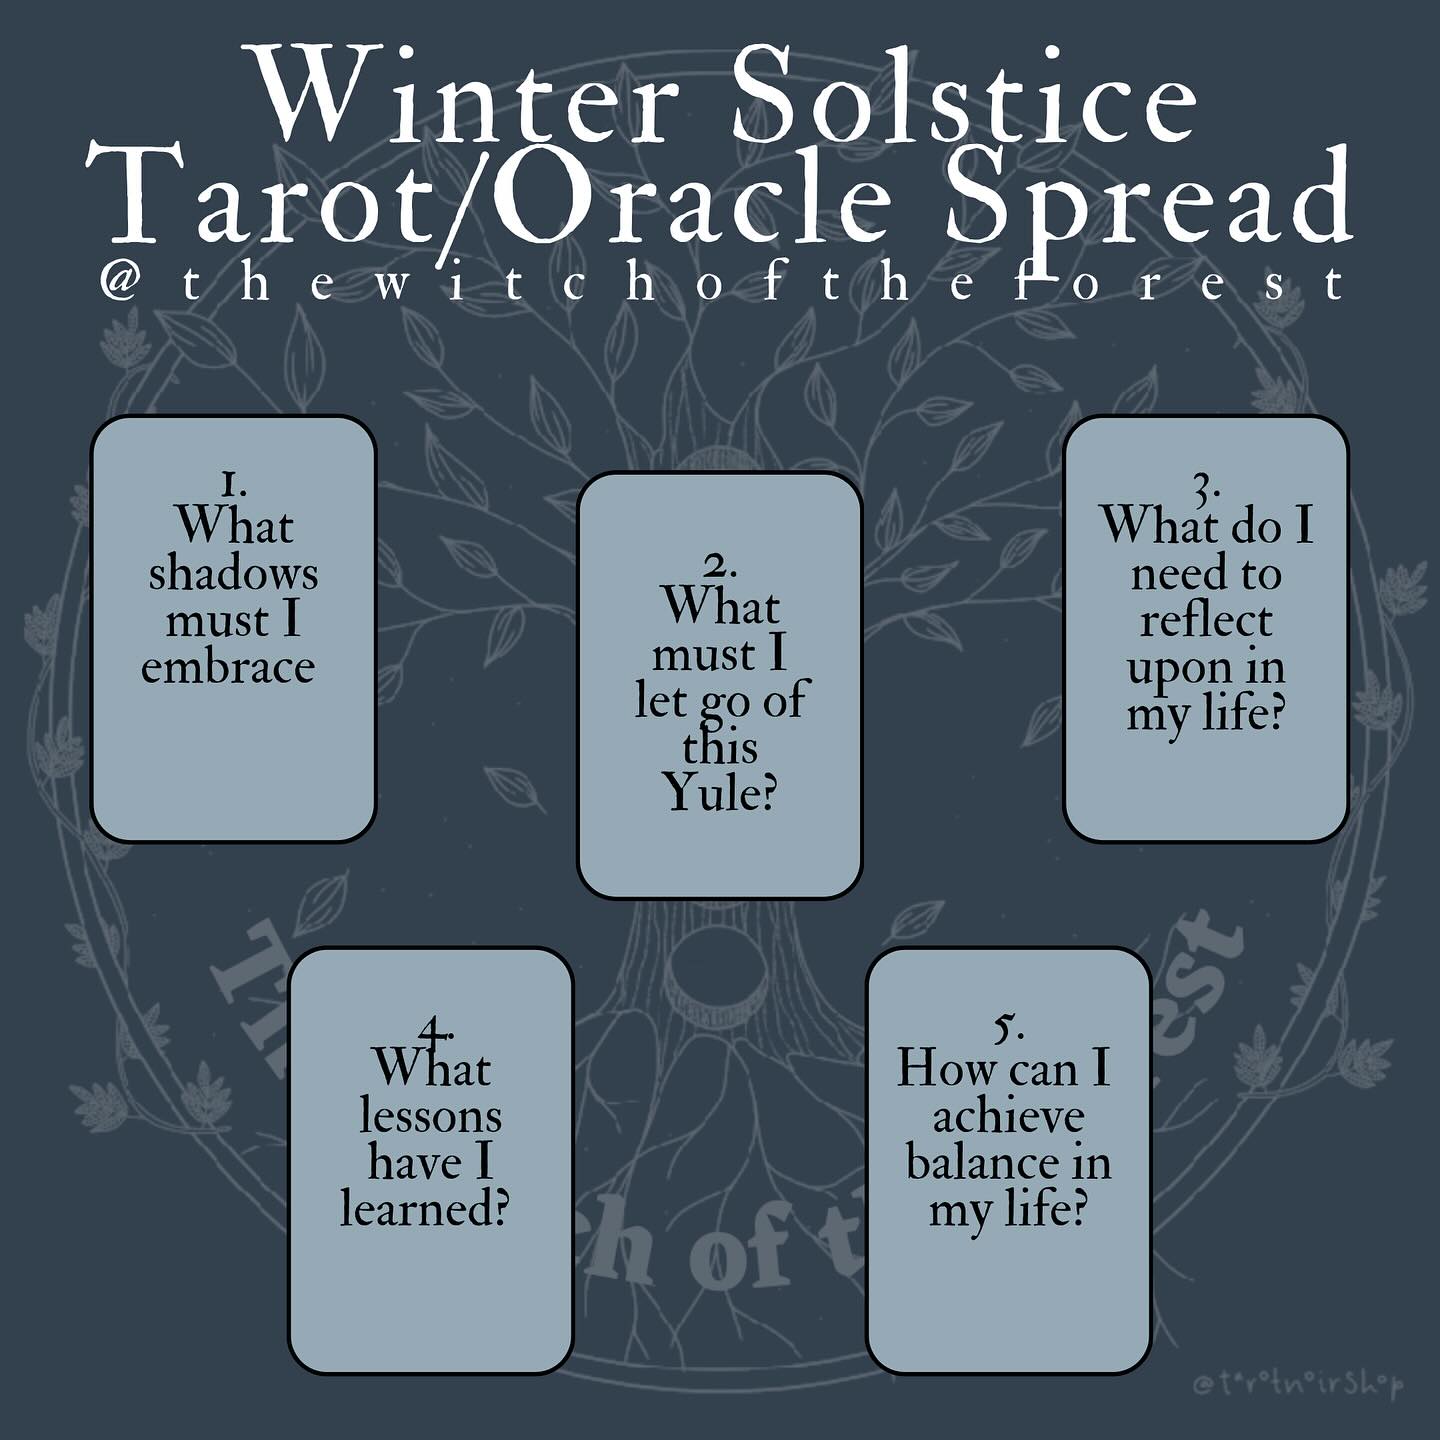 Winter Solstice
Tarot/Oracle Spread
@thewitchoftheforest
1.
What
shadows
must I
embrace
2.
What
must I
let go of
this
Yule?
3.
What do I
need to
reflect
upon in
my life?
4.
What
lessons
have I
learned?
5.
How can I
achieve
balance in
my life?
of
@tarotnoirshop